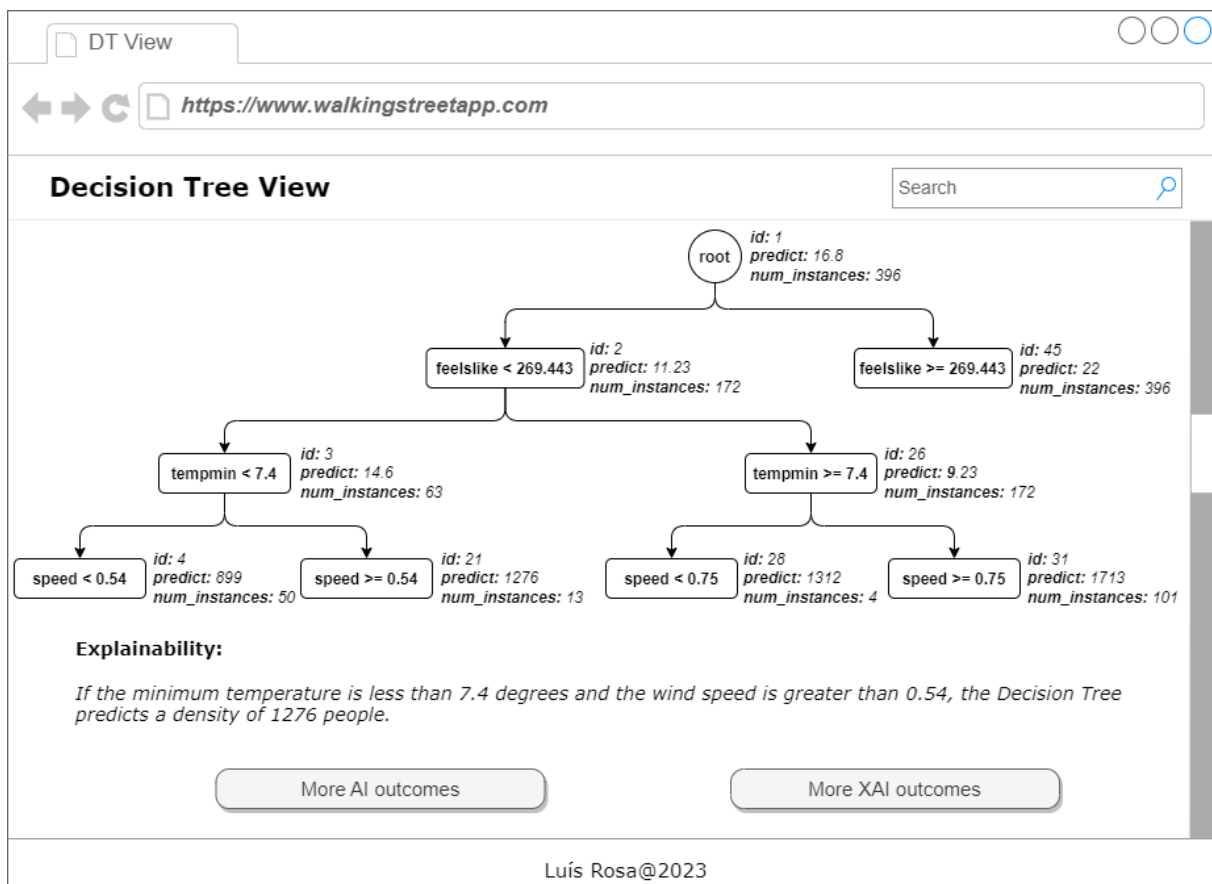 DT View
https://www.walkingstreetapp.com
Decision Tree View
Search
root
id: 1
predict: 16.8
num_instances: 396
feelslike < 269.443
id: 2
predict: 11.23
num_instances: 172
feelslike >= 269.443
id: 45
predict: 22
num_instances: 396
tempmin < 7.4
id: 3
predict: 14.6
num_instances: 63
tempmin >= 7.4
id: 26
predict: 9.23
num_instances: 172
speed < 0.54
id: 4
predict: 899
num_instances: 50
speed >= 0.54
id: 21
predict: 1276
num_instances: 13
speed < 0.75
id: 28
predict: 1312
num_instances: 4
speed >= 0.75
id: 31
predict: 1713
num_instances: 101
Explainability:
If the minimum temperature is less than 7.4 degrees and the wind speed is greater than 0.54, the Decision Tree
predicts a density of 1276 people.
More AI outcomes
More XAI outcomes
Luís Rosa@2023